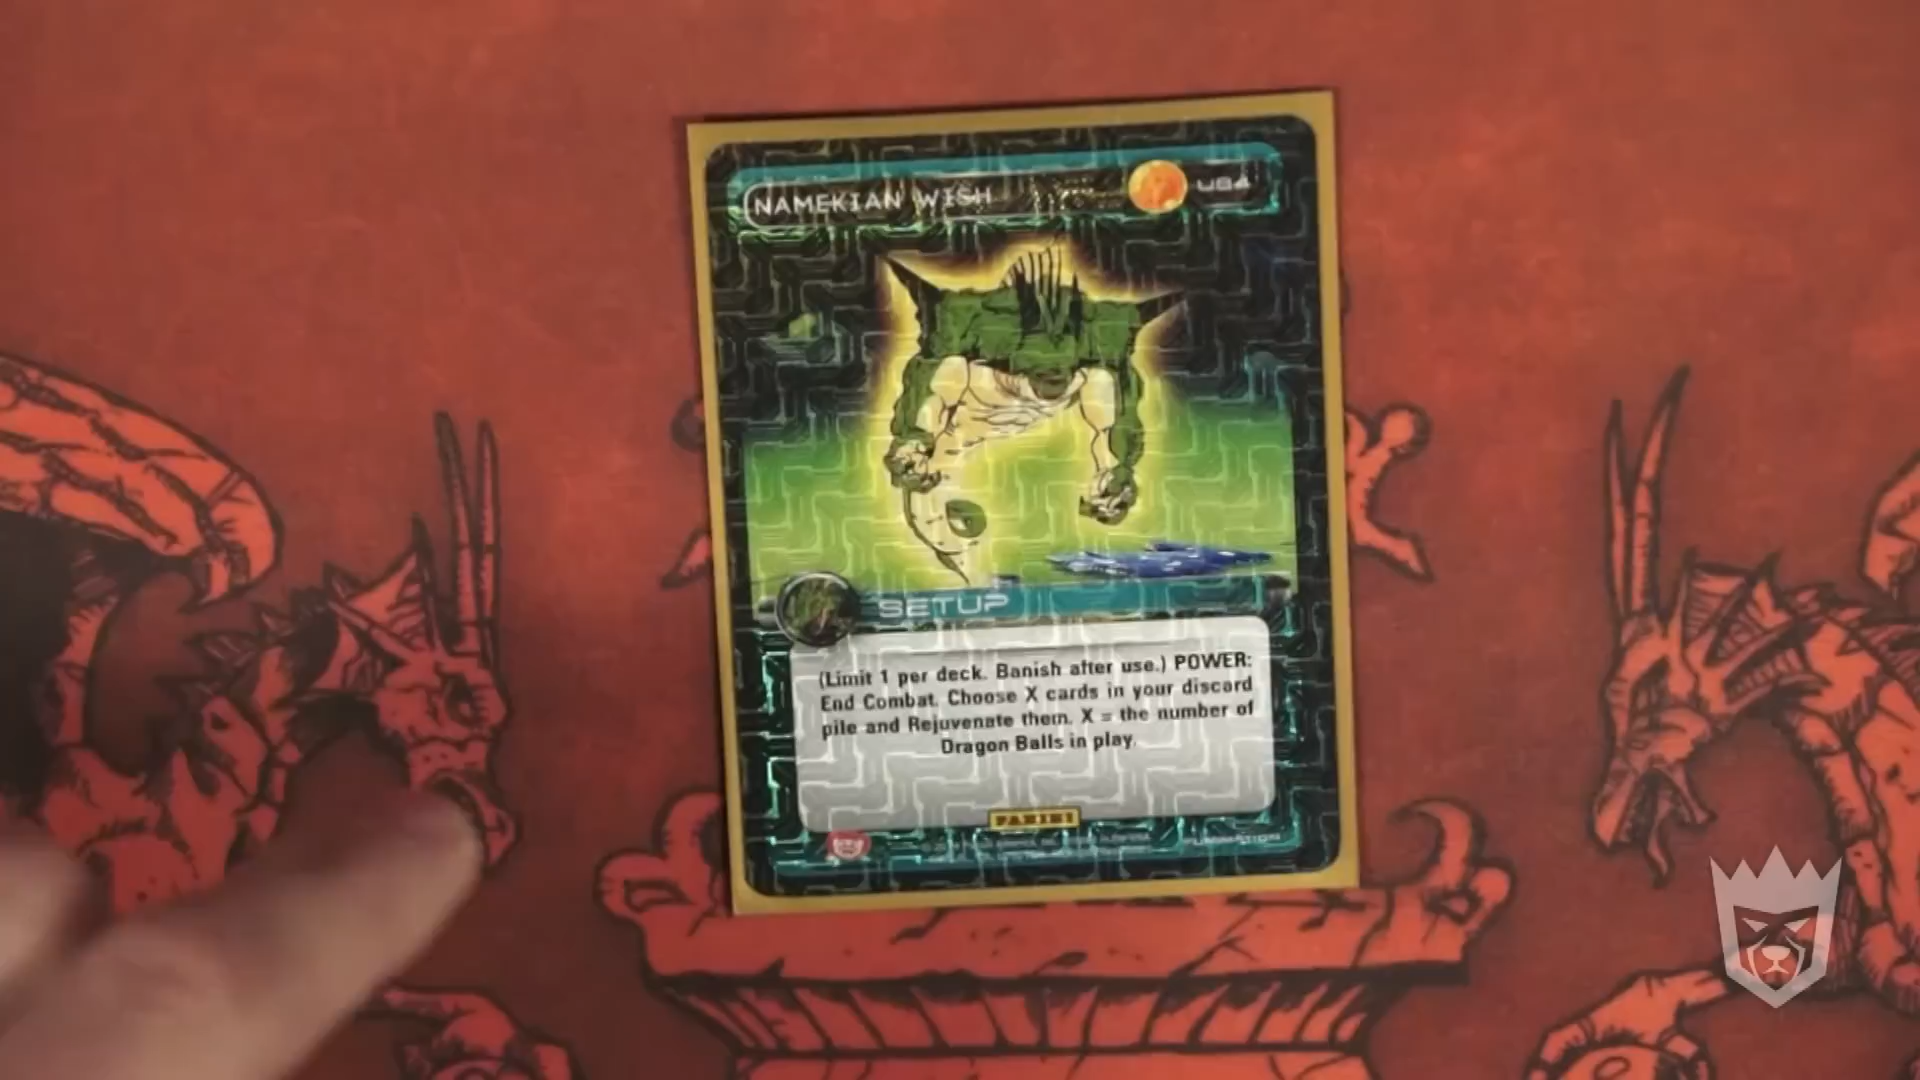 NAMEKIAN WISH
U84
SETUP
(Limit 1 per deck. Banish after use.) POWER:
End Combat. Choose X cards in your discard
pile and Rejuvenate them. X = the number of
Dragon Balls in play.
PANINI